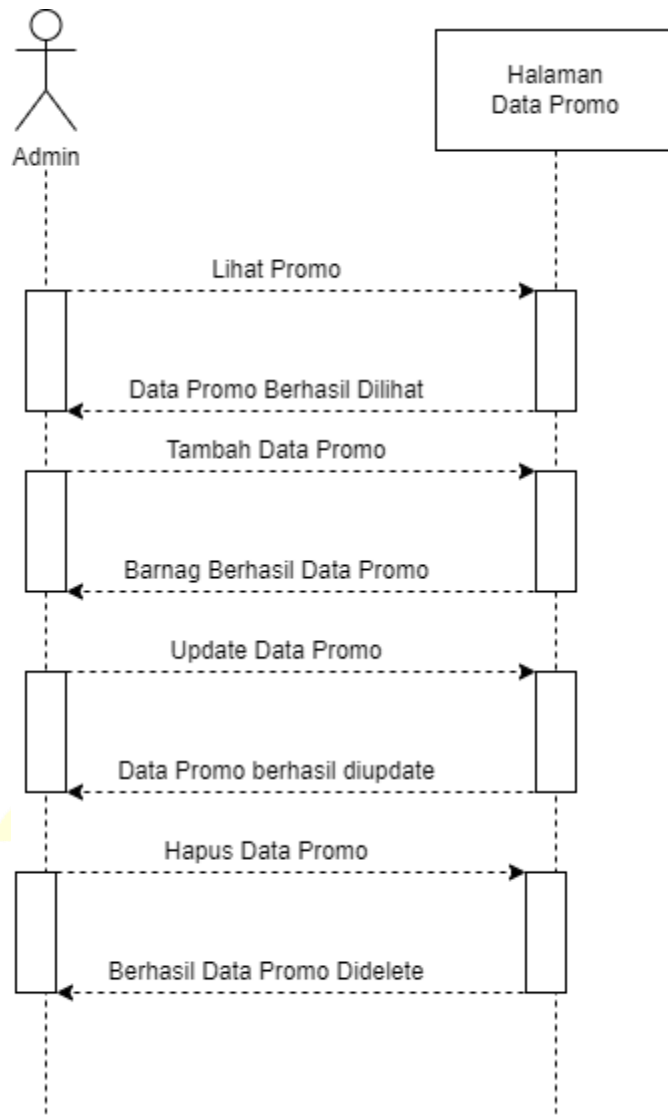 Halaman
Data Promo
Admin
Lihat Promo
Data Promo Berhasil Dilihat
Tambah Data Promo
Barnag Berhasil Data Promo
Update Data Promo
Data Promo berhasil diupdate
Hapus Data Promo
Berhasil Data Promo Didelete